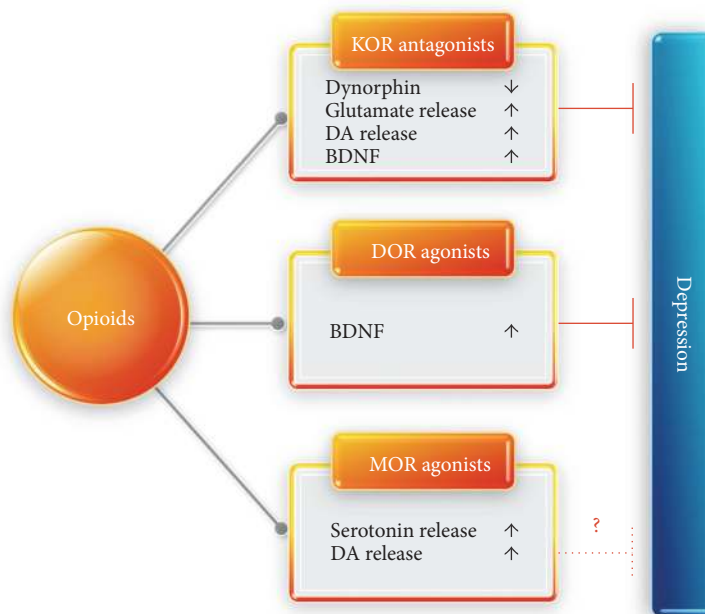 KOR antagonists
Dynorphin ↓
Glutamate release ↑
DA release ↑
BDNF ↑
DOR agonists
BDNF ↑
Opioids
Depression
MOR agonists
Serotonin release ↑
DA release ↑
?